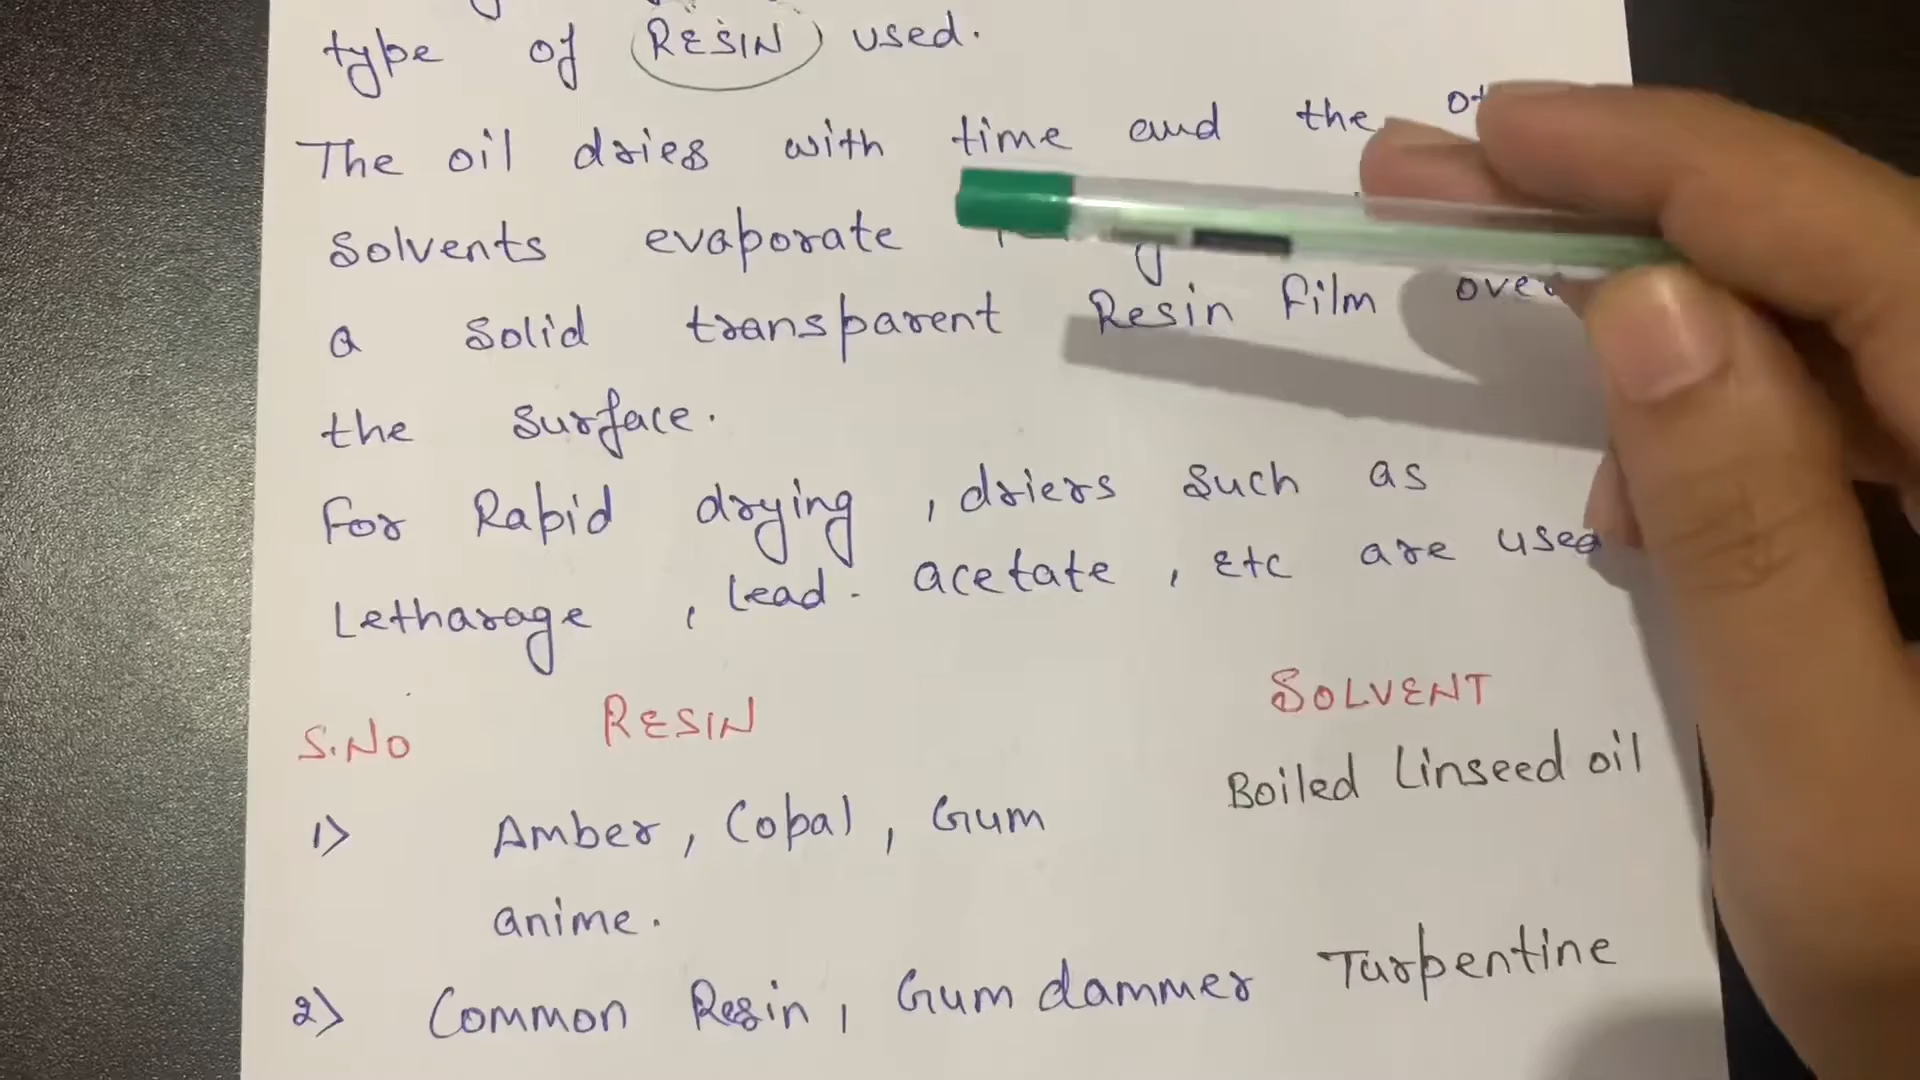 type of RESIN used.
The oil dries with time and the
Solvents evaporate
a Solid transparent Resin film over
the Surface.
For Rapid drying, driers such as
Letharage, lead. acetate, Etc are used
S.No RESIN SOLVENT
1) Amber, Copal, Gum Boiled Linseed oil
anime.
2) Common Resin, Gum dammer Turpentine